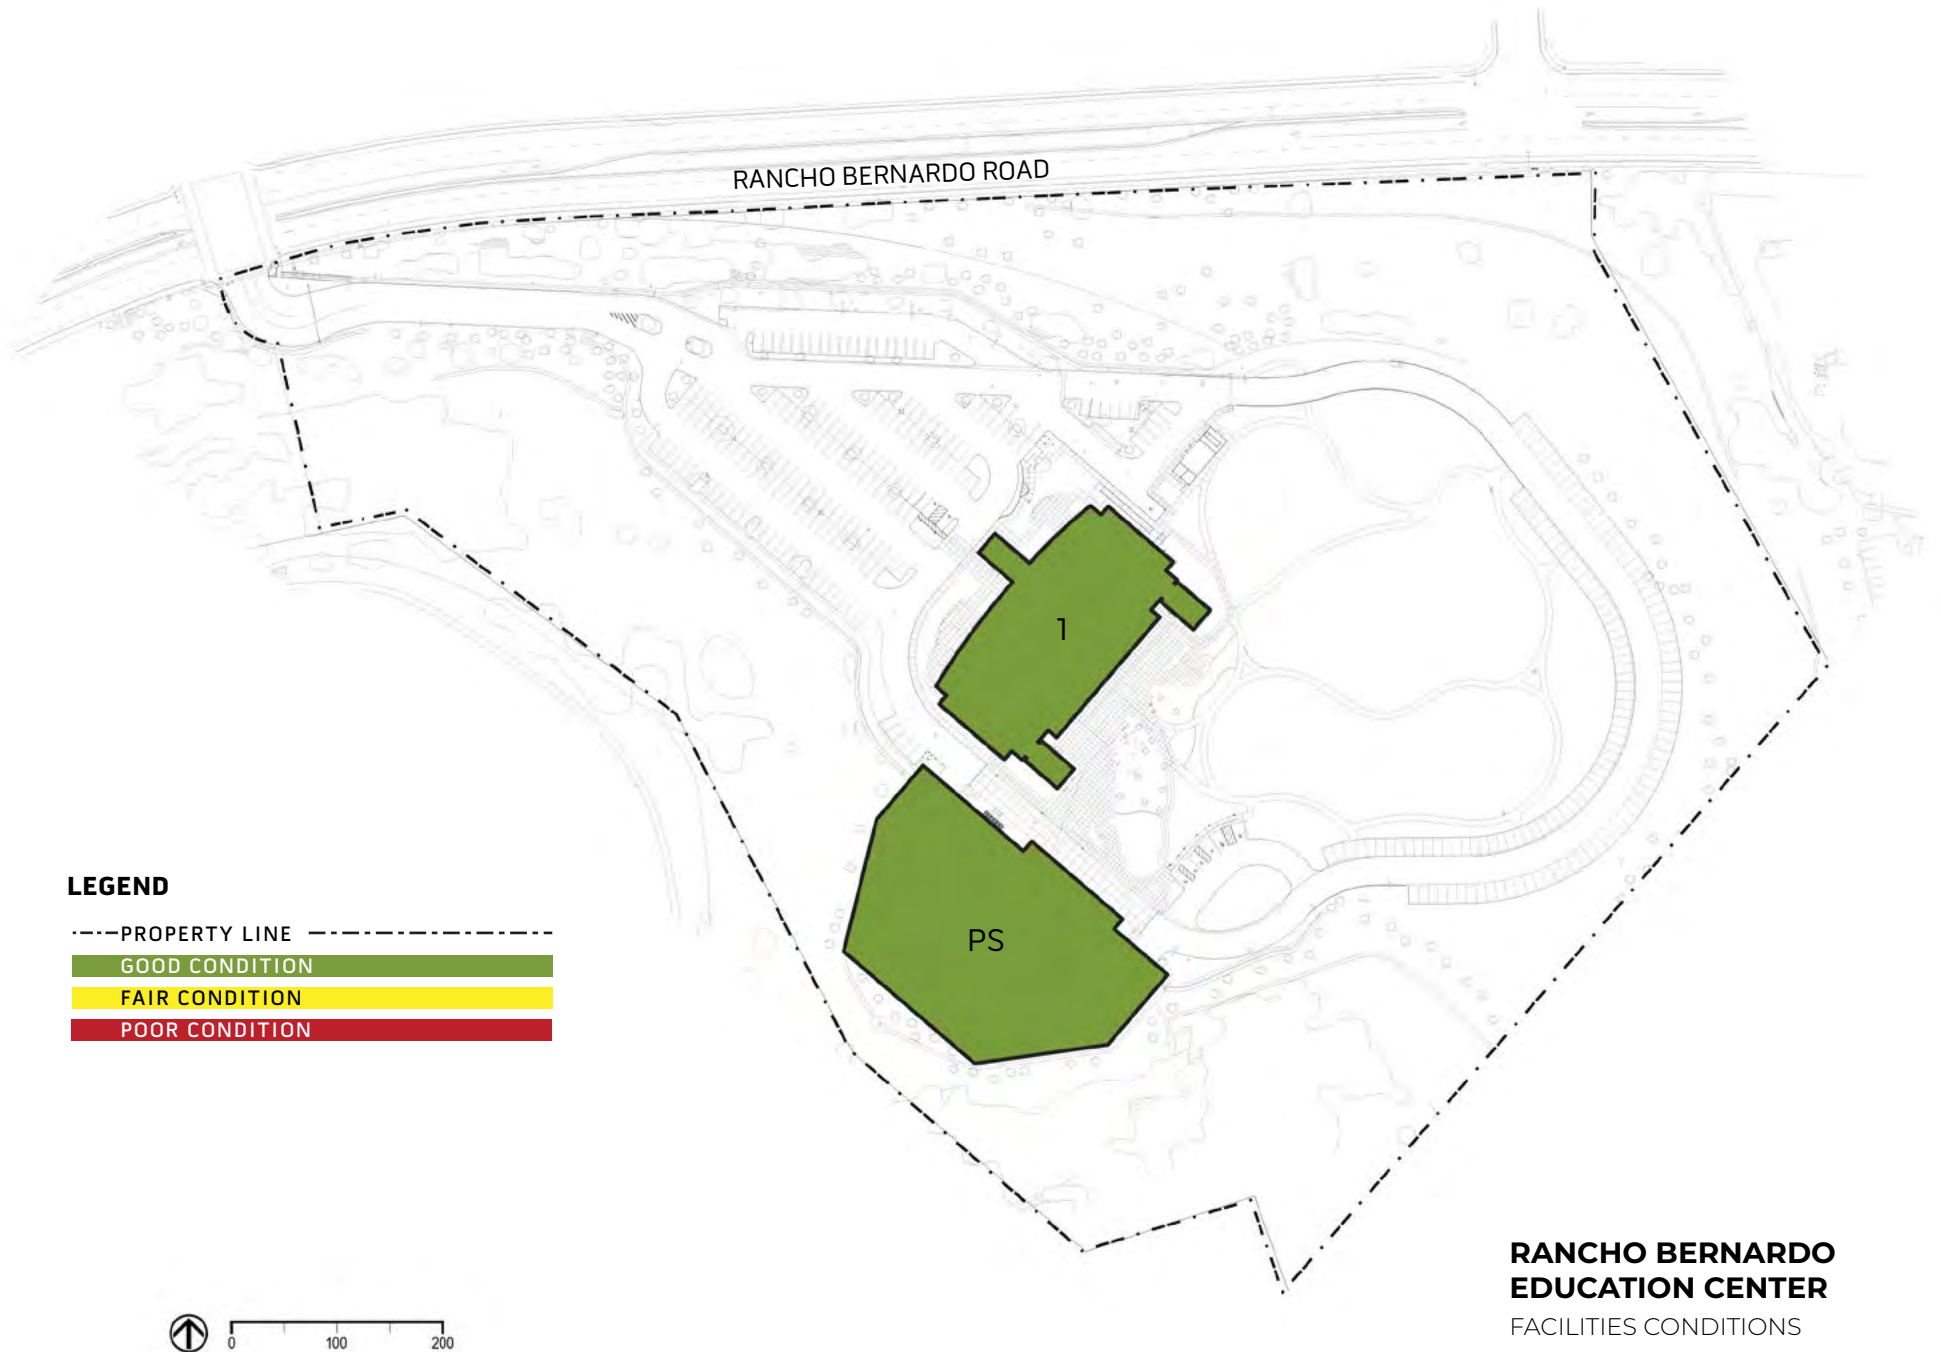 RANCHO BERNARDO ROAD
1
PS
LEGEND
PROPERTY LINE
GOOD CONDITION
FAIR CONDITION
POOR CONDITION
0 100 200
RANCHO BERNARDO
EDUCATION CENTER
FACILITIES CONDITIONS